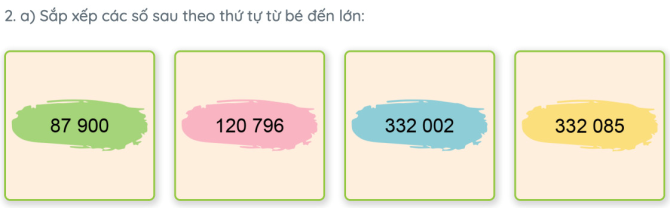 2. a) Sắp xếp các số sau theo thứ tự từ bé đến lớn:
87 900 120 796 332 002 332 085